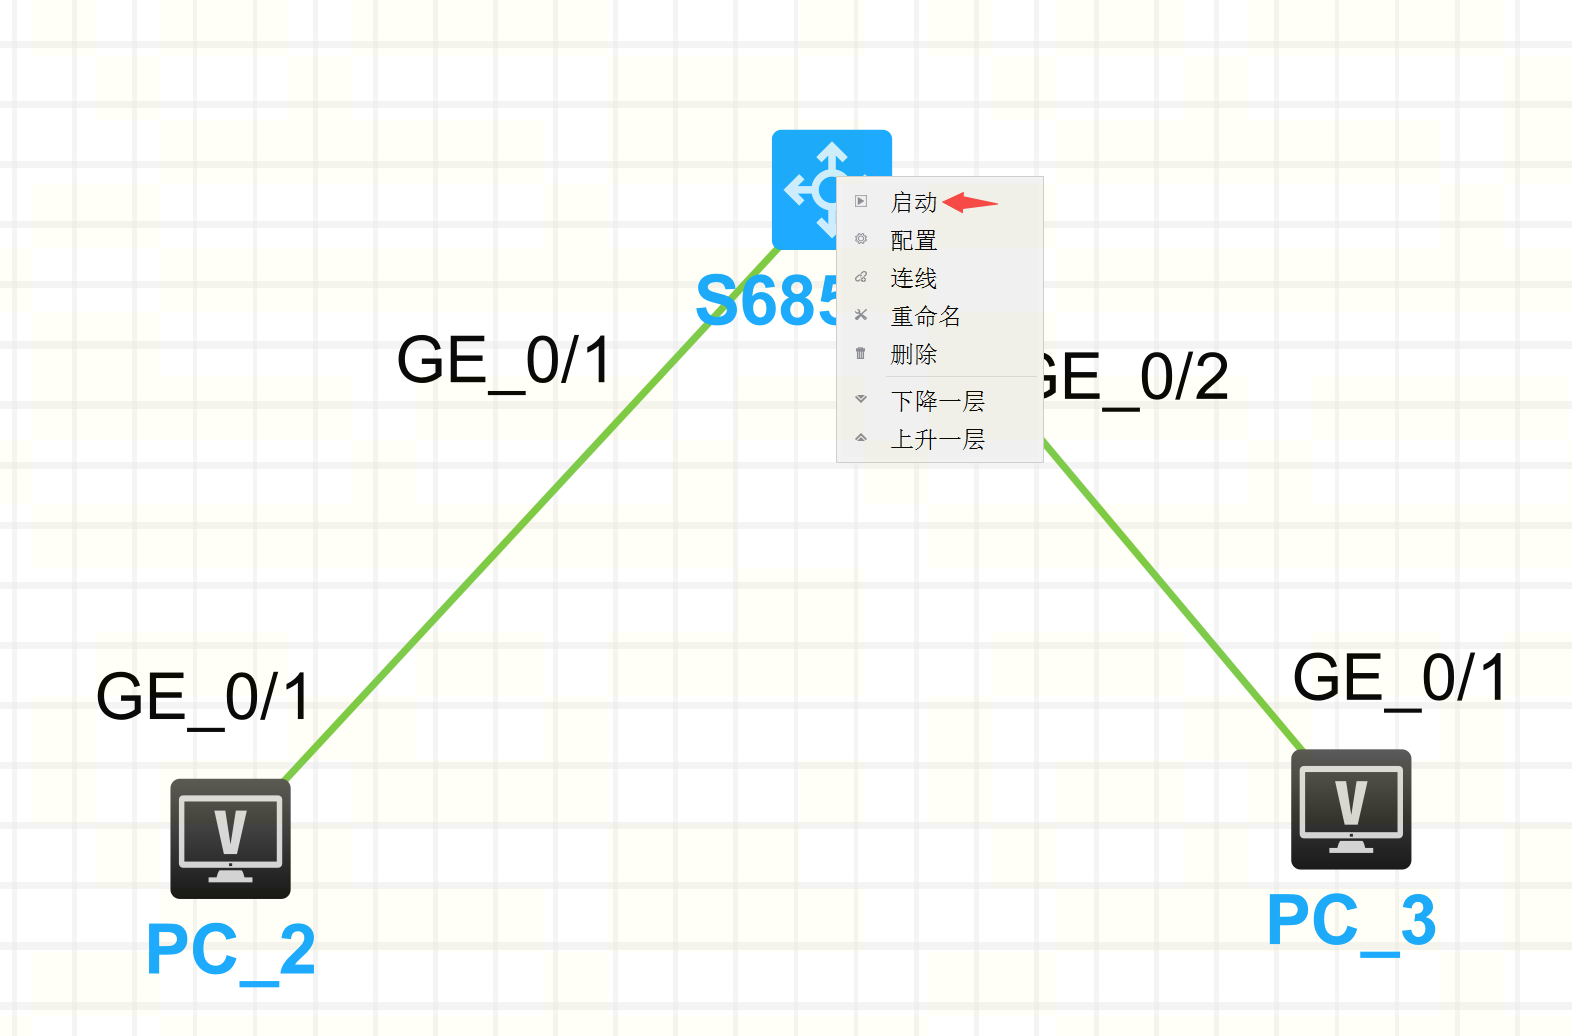 启动
配置
连线
重命名
删除
下降一层
上升一层
S685
GE_0/1
GE_0/2
GE_0/1
GE_0/1
PC_2
PC_3